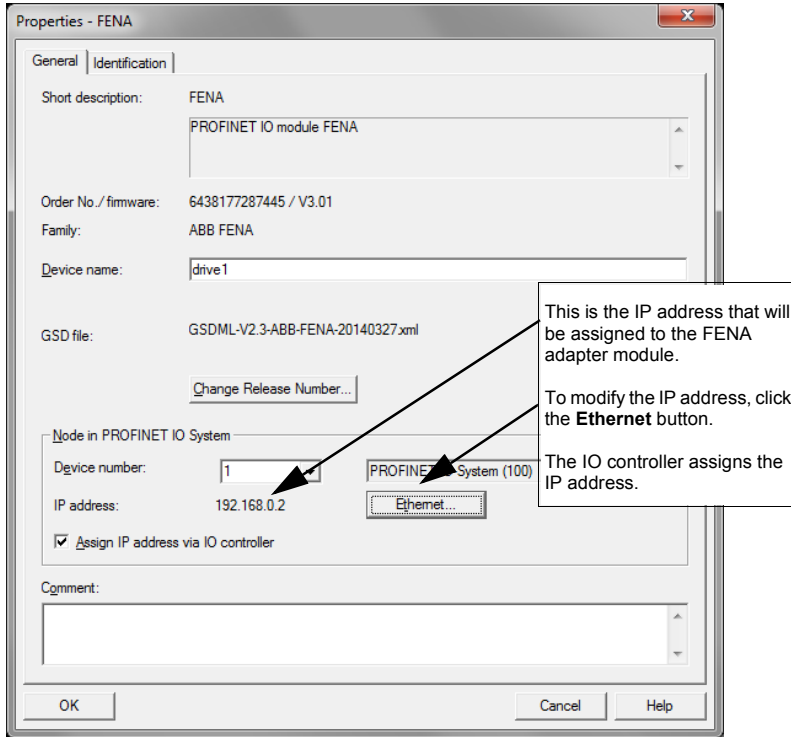 Properties - FENA
General
Identification
Short description:
FENA
PROFINET IO module FENA
Order No./ firmware:
6438177287445 / V3.01
Family:
ABB FENA
Device name:
drive1
GSD file:
GSDML-V2.3-ABB-FENA-20140327.xml
Change Release Number...
This is the IP address that will
be assigned to the FENA
adapter module.
To modify the IP address, click
the Ethernet button.
The IO controller assigns the
IP address.
Node in PROFINET IO System
Device number:
1
System (100)
IP address:
192.168.0.2
Ethernet...
Assign IP address via IO controller
Comment:
OK
Cancel
Help